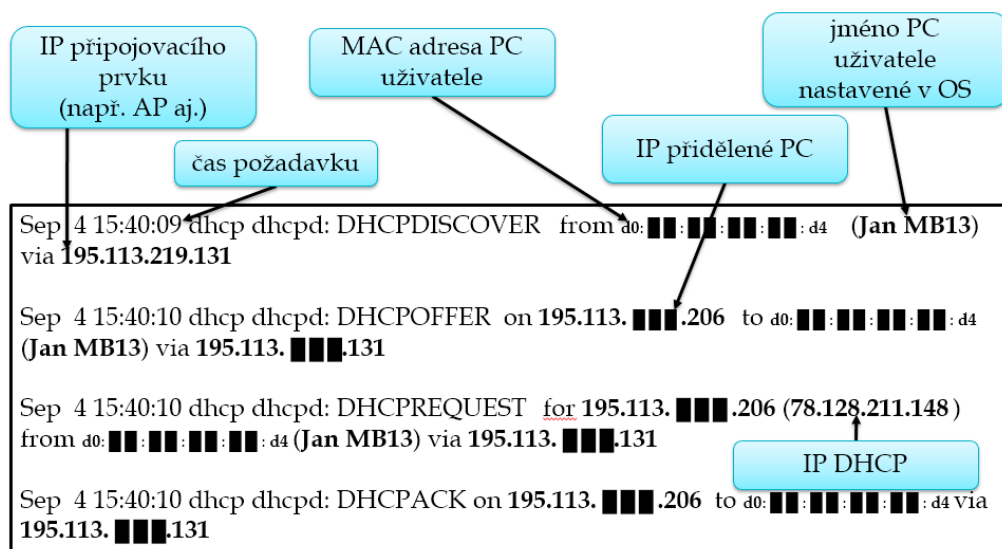 IP připojovacího
prvku
(např. AP aj.)
MAC adresa PC
uživatele
jméno PC
uživatele
nastavené v OS
čas požadavku
IP přidělené PC
Sep 4 15:40:09 dhcp dhcpd: DHCPDISCOVER from d0:██:██:██:██:d4 (Jan MB13)
via 195.113.219.131
Sep 4 15:40:10 dhcp dhcpd: DHCPOFFER on 195.113. ███.206 to d0:██:██:██:██:d4
(Jan MB13) via 195.113. ███.131
Sep 4 15:40:10 dhcp dhcpd: DHCPREQUEST for 195.113. ███.206 (78.128.211.148)
from d0:██:██:██:██:d4 (Jan MB13) via 195.113. ███.131
IP DHCP
Sep 4 15:40:10 dhcp dhcpd: DHCPACK on 195.113. ███.206 to d0:██:██:██:██:d4 via
195.113. ███.131